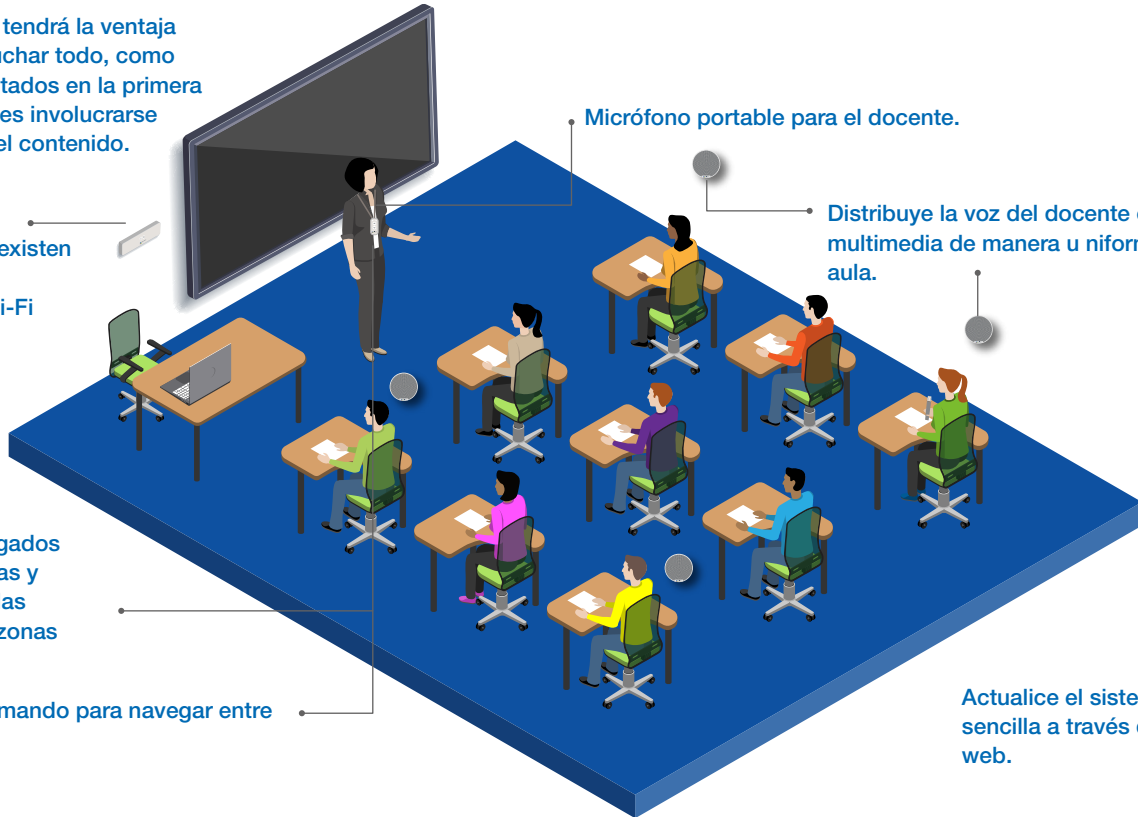 tendrá la ventaja
uchar todo, como
tados en la primera
es involucrarse
el contenido.
Micrófono portable para el docente.
Distribuye la voz del docente
multimedia de manera u nifor
aula.
existen
i-Fi
gados
as y
las
zonas
mando para navegar entre
Actualice el siste
sencilla a través
web.